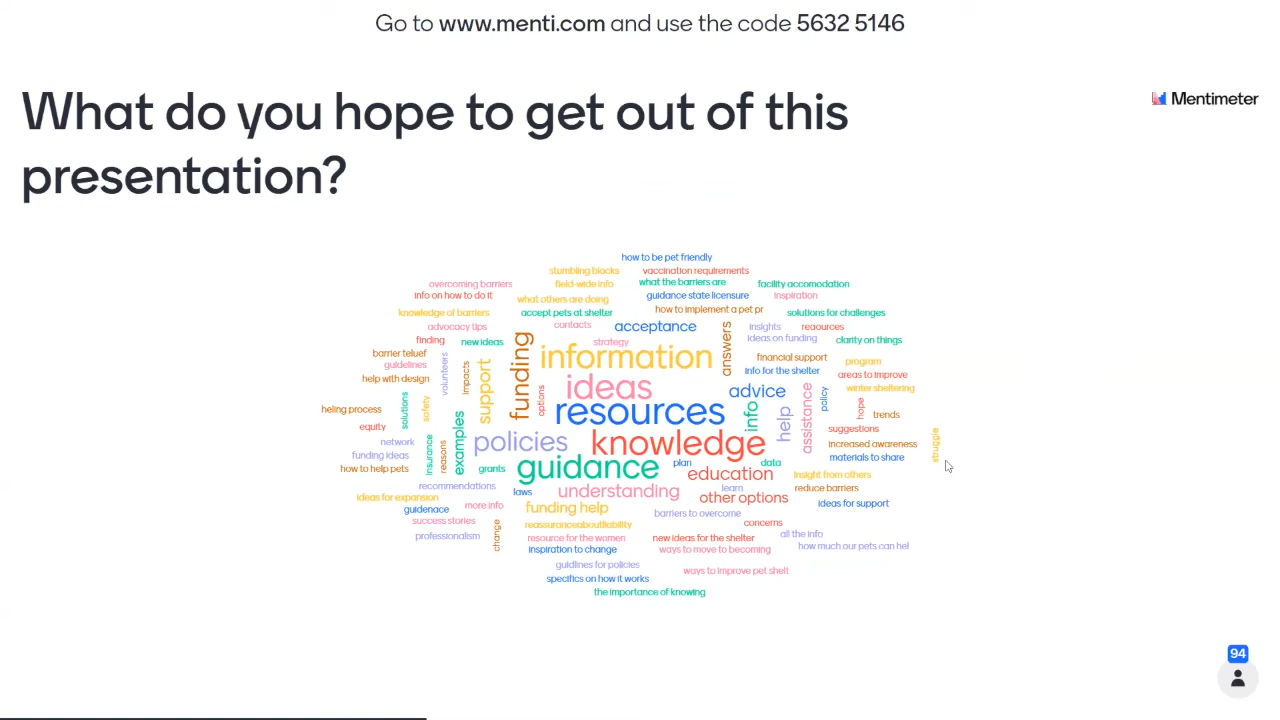 Go to www.menti.com and use the code 5632 5146
What do you hope to get out of this
presentation?
Mentimeter
how to be pet friendly
stumbling blocks
vaccination requirements
overcoming barriers
field-wide info
what the barriers are
facility accomodation
info on how to do it
what others are doing
guidance state licensure
inspiration
knowledge of barriers
accept pets at shelter
how to implement a pet pr
solutions for challenges
advocacy tips
contacts
acceptance
answers
insights
reaources
finding
new ideas
funding
strategy
ideas on funding
clarity on things
barrier teluef
volunteers
impacts
support
information
financial support
program
guidelines
info for the shelter
areas to improve
help with design
options
ideas
advice
assistance
policy
winter sheltering
heling process
solutions
safety
resources
info
help
hope
trends
equity
examples
suggestions
struggle
network
insurance
reasons
policies
knowledge
increased awareness
funding ideas
materials to share
how to help pets
grants
guidance
plan
education
data
insight from others
recommendations
laws
understanding
learn
reduce barriers
ideas for expansion
more info
other options
ideas for support
guidenace
funding help
barriers to overcome
success stories
change
reassuranceaboutliability
concerns
professionalism
resource for the women
new ideas for the shelter
all the info
inspiration to change
ways to move to becoming
how much our pets can hel
guidlines for policies
ways to improve pet shelt
specifics on how it works
the importance of knowing
94